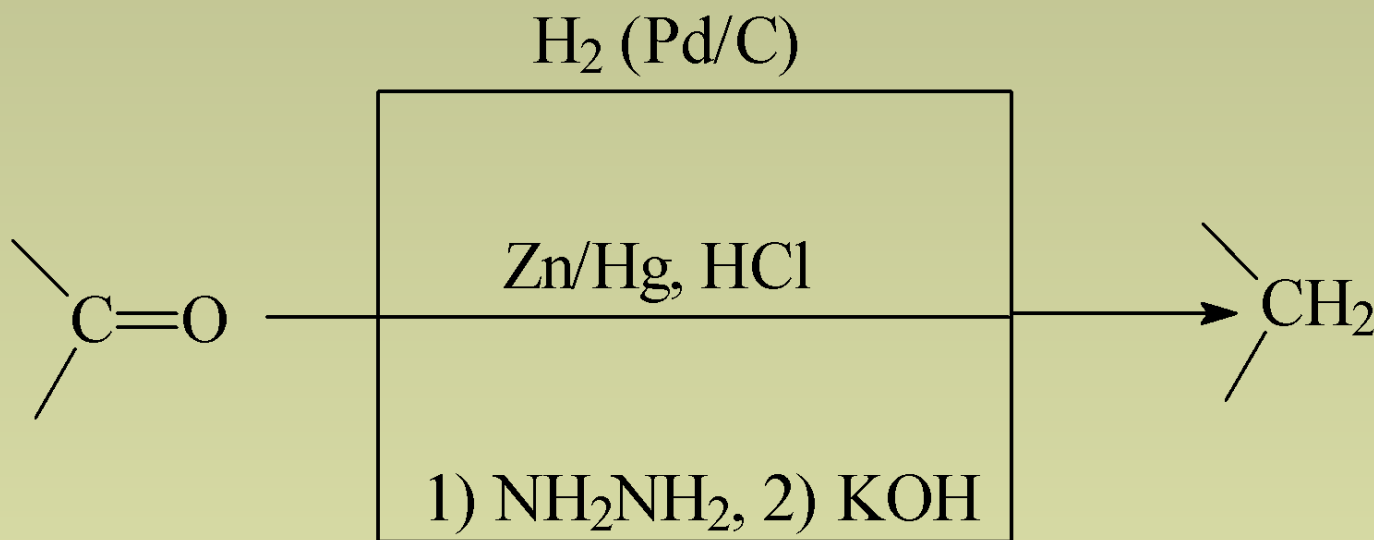 H₂ (Pd/C)
Zn/Hg, HCl
C=O
CH₂
1) NH₂NH₂, 2) KOH